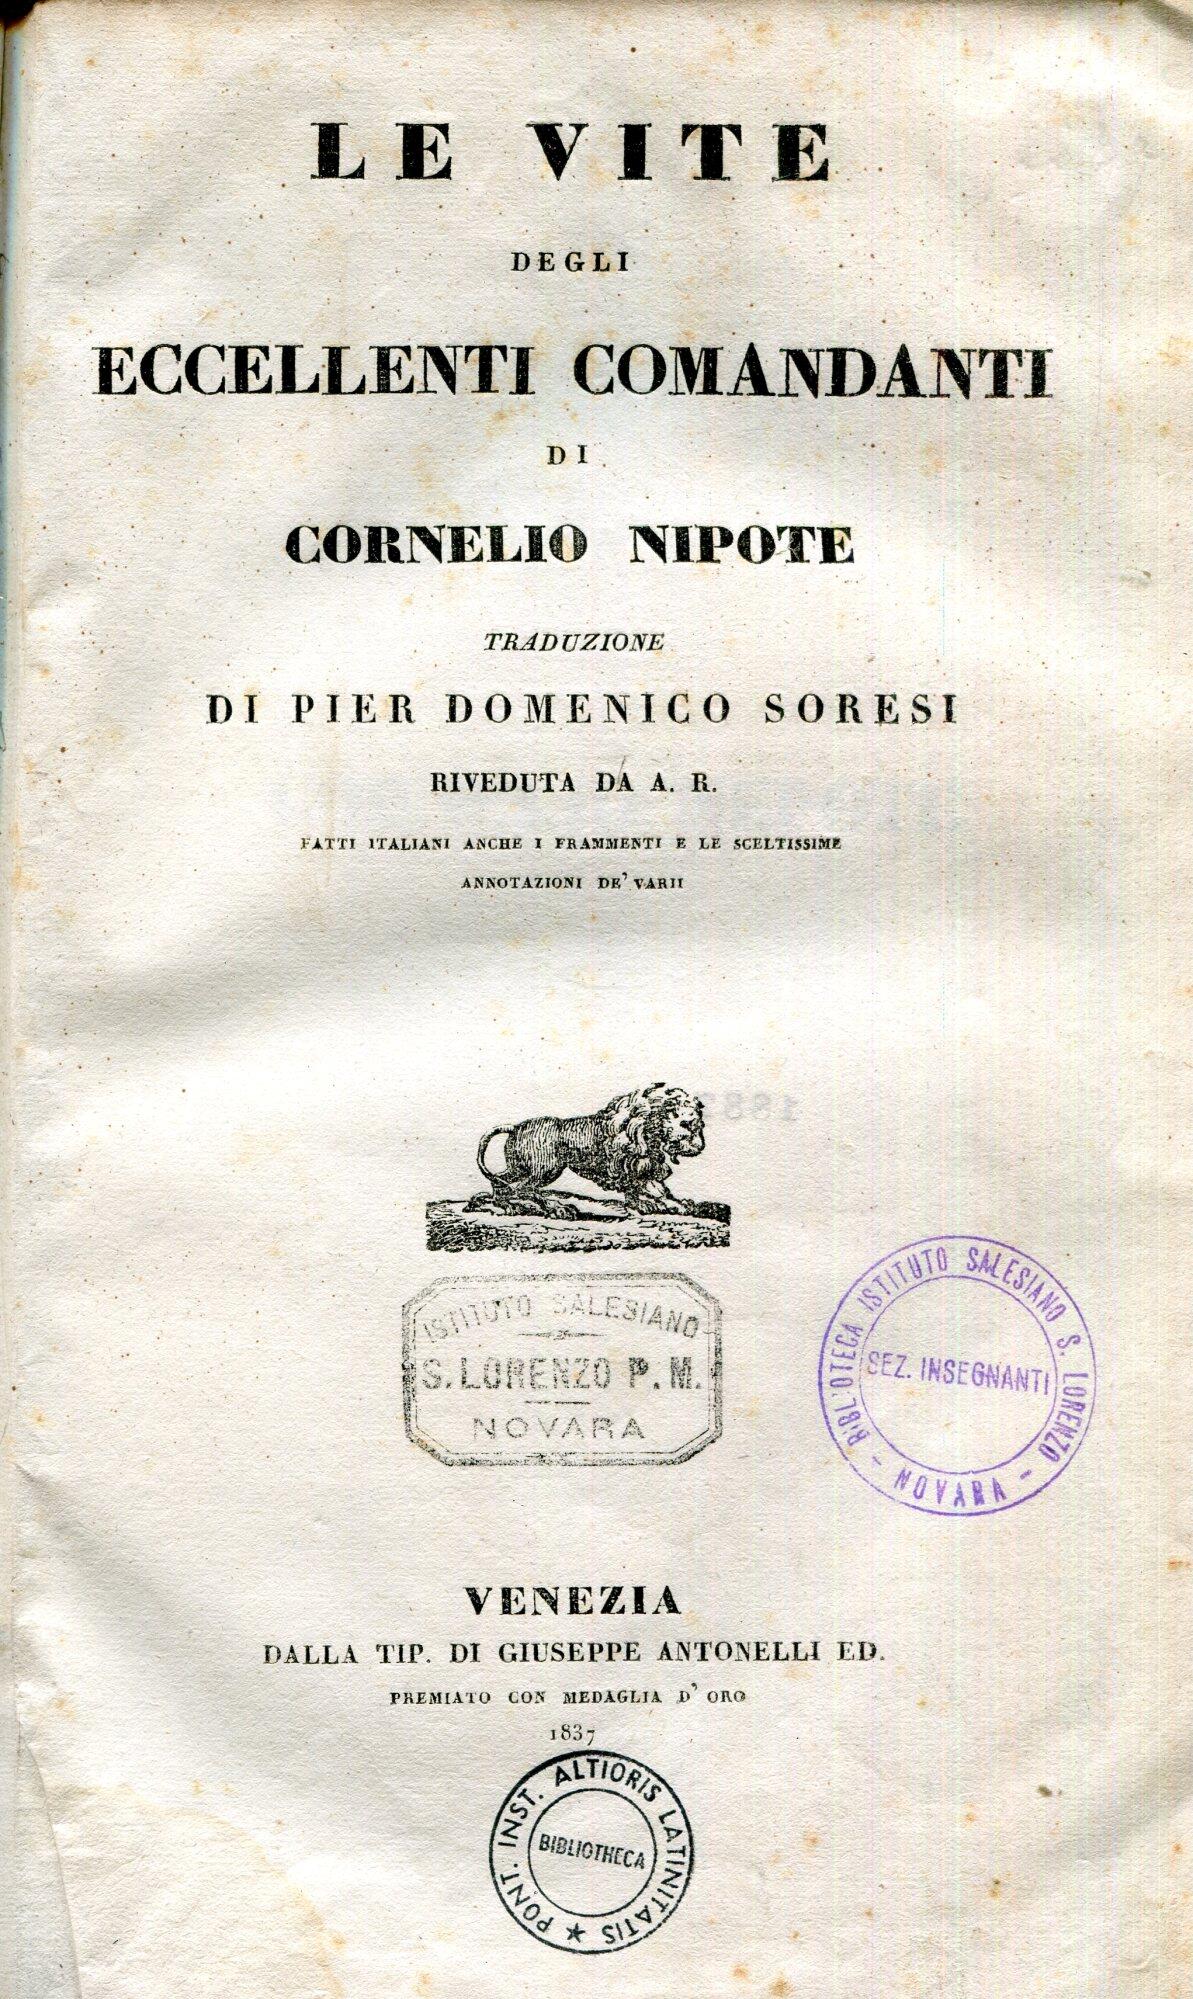 LE VITE
DEGLI
ECCELLENTI COMANDANTI
DI
CORNELIO NIPOTE
TRADUZIONE
DI PIER DOMENICO SORESI
RIVEDUTA DA A. R.
FATTI ITALIANI ANCHE I FRAMMENTI E LE SCELTISSIME
ANNOTAZIONI DE' VARII
ISTITUTO SALESIANO
S. LORENZO P. M.
NOVARA
BIBLIOTECA ISTITUTO SALESIANO S. LORENZO
SEZ. INSEGNANTI
- NOVARA -
VENEZIA
DALLA TIP. DI GIUSEPPE ANTONELLI ED.
PREMIATO CON MEDAGLIA D' ORO
1837
PONT. INST. ALTIORIS LATINITATIS
BIBLIOTHECA